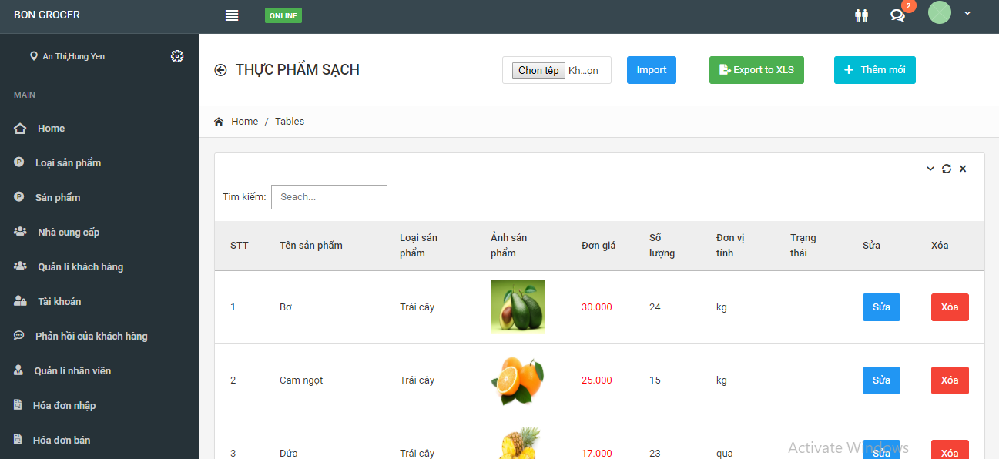 BON GROCER
ONLINE
2
An Thi,Hung Yen
MAIN
Home
Loại sản phẩm
Sản phẩm
Nhà cung cấp
Quản lí khách hàng
Tài khoản
Phản hồi của khách hàng
Quản lí nhân viên
Hóa đơn nhập
Hóa đơn bán
THỰC PHẨM SẠCH
Chọn tệp Kh...ọn
Import
Export to XLS
Thêm mới
Home / Tables
Tìm kiếm: Seach...
STT Tên sản phẩm Loại sản phẩm Ảnh sản phẩm Đơn giá Số lượng Đơn vị tính Trạng thái Sửa Xóa
1 Bơ Trái cây 30.000 24 kg Sửa Xóa
2 Cam ngọt Trái cây 25.000 15 kg Sửa Xóa
3 Dứa Trái cây 17.000 23 qua Sửa Xóa
Activate Windows